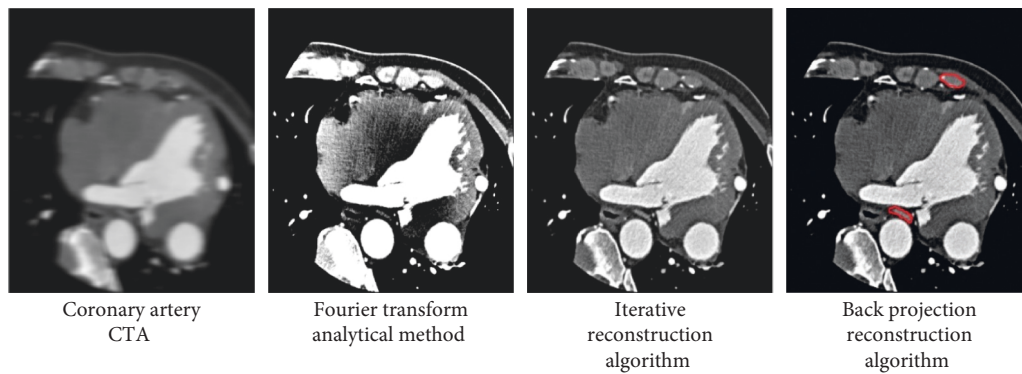 Coronary artery
CTA
Fourier transform
analytical method
Iterative
reconstruction
algorithm
Back projection
reconstruction
algorithm